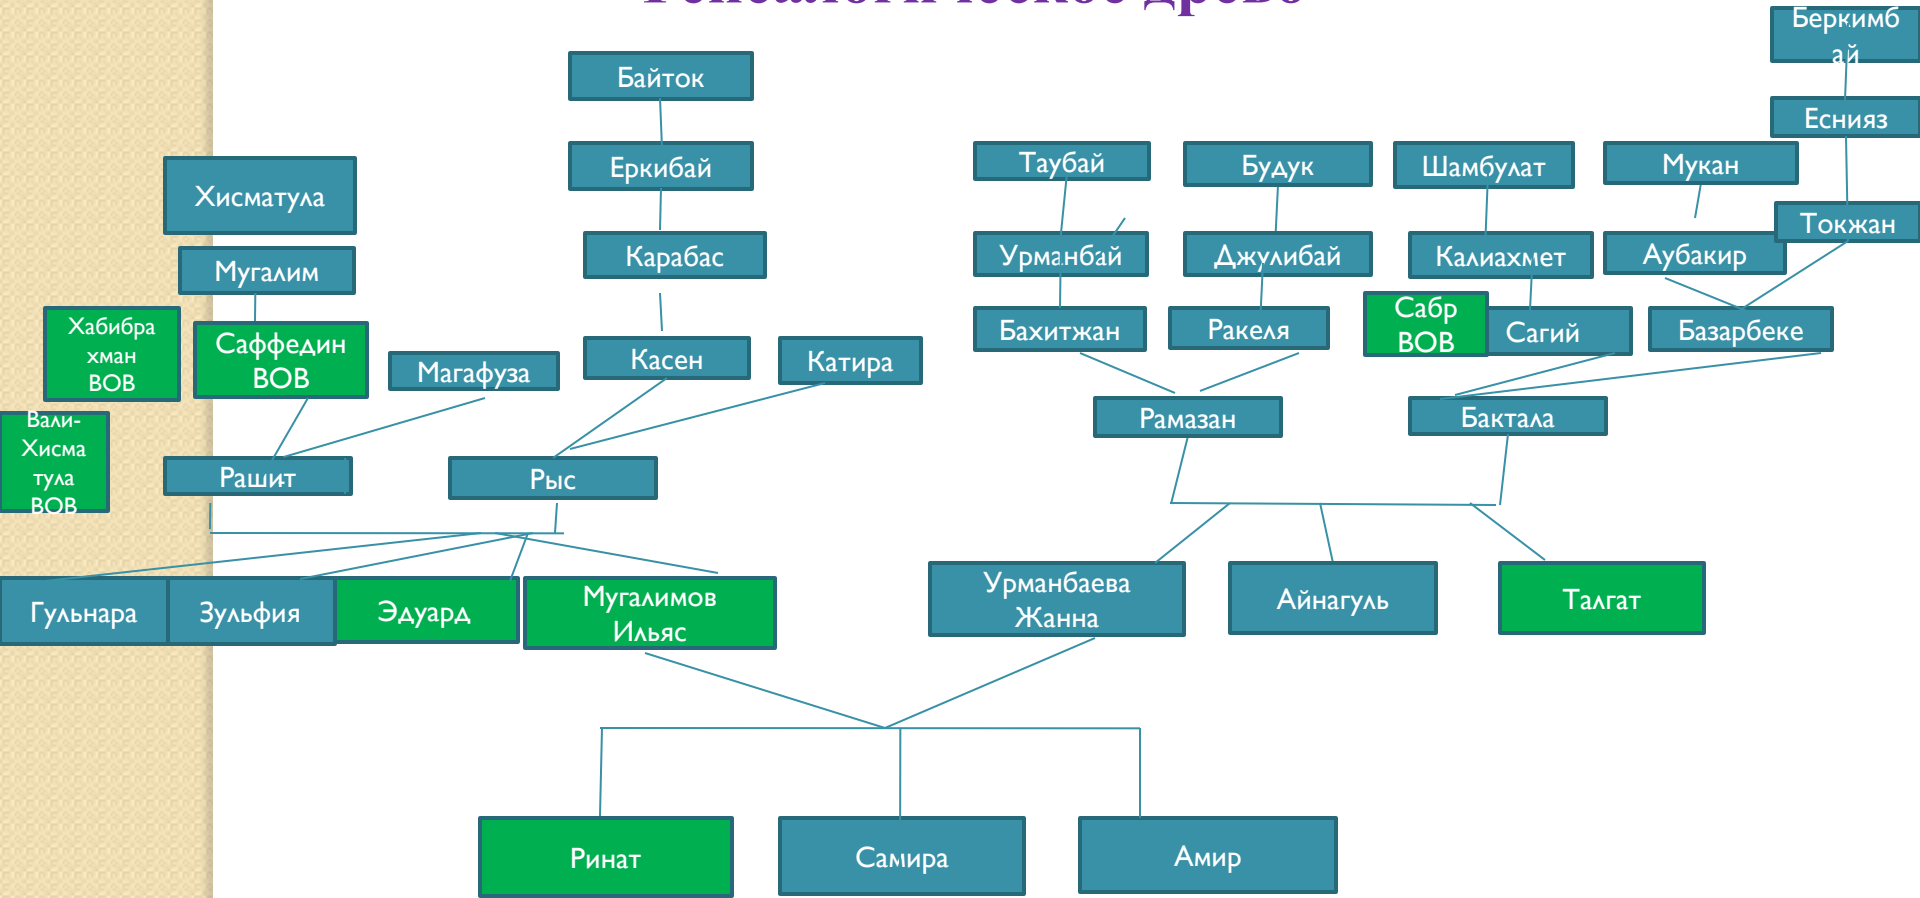 Генеалогическое древо
Беркимб
ай
Байток
Еснияз
Еркибай
Таубай
Будук
Шамбулат
Мукан
Хисматула
Токжан
Мугалим
Карабас
Урманбай
Джулибай
Калиахмет
Аубакир
Хабибра
хман
ВОВ
Саффедин
ВОВ
Магафуза
Касен
Катира
Бахитжан
Ракеля
Сабр
ВОВ
Сагий
Базарбеке
Вали-
Хисма
тула
ВОВ
Рашит
Рыс
Рамазан
Бактала
Гульнара
Зульфия
Эдуард
Мугалимов
Ильяс
Урманбаева
Жанна
Айнагуль
Талгат
Ринат
Самира
Амир